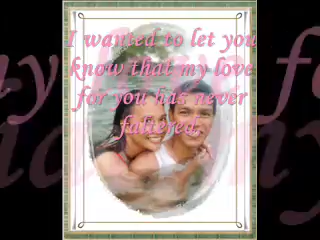 I wanted to let you
know that my love
for you has never
faltered.